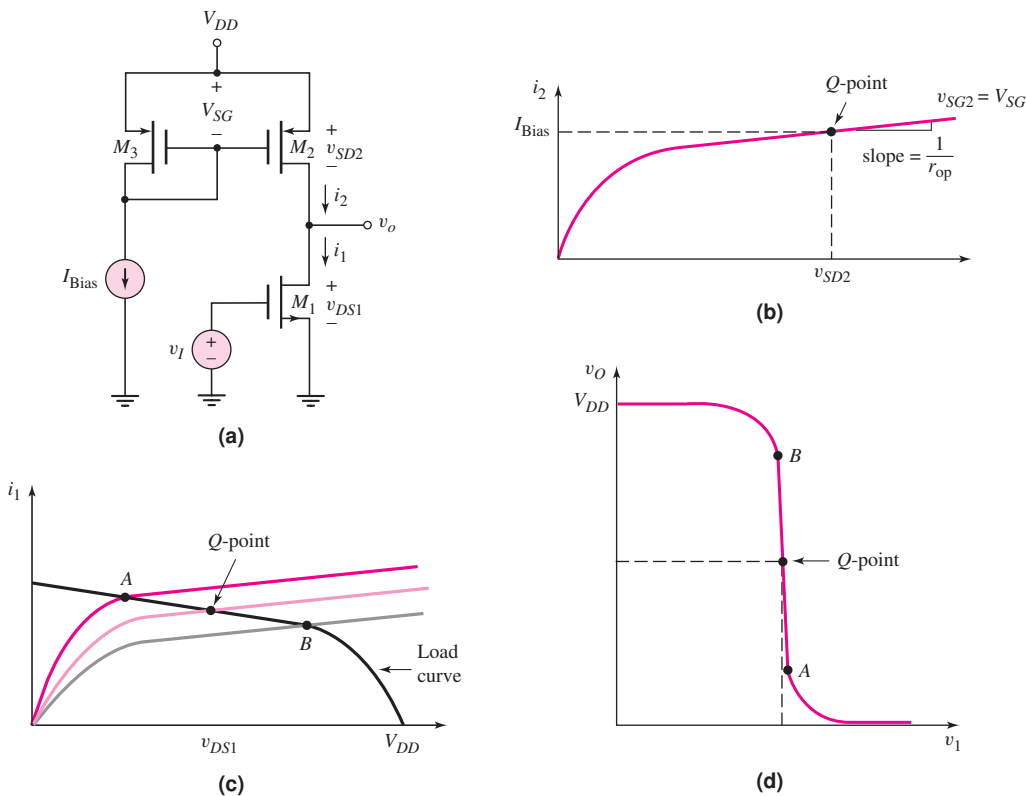 V_DD
+
V_SG
−
M_3
M_2
+
v_SD2
−
i_2
v_o
i_1
I_Bias
+
v_DS1
−
M_1
v_I
+
−
(a)
i_2
Q-point
v_SG2 = V_SG
I_Bias
slope = 1/r_op
v_SD2
(b)
i_1
Q-point
A
B
Load
curve
v_DS1
V_DD
(c)
v_O
V_DD
B
Q-point
A
v_1
(d)